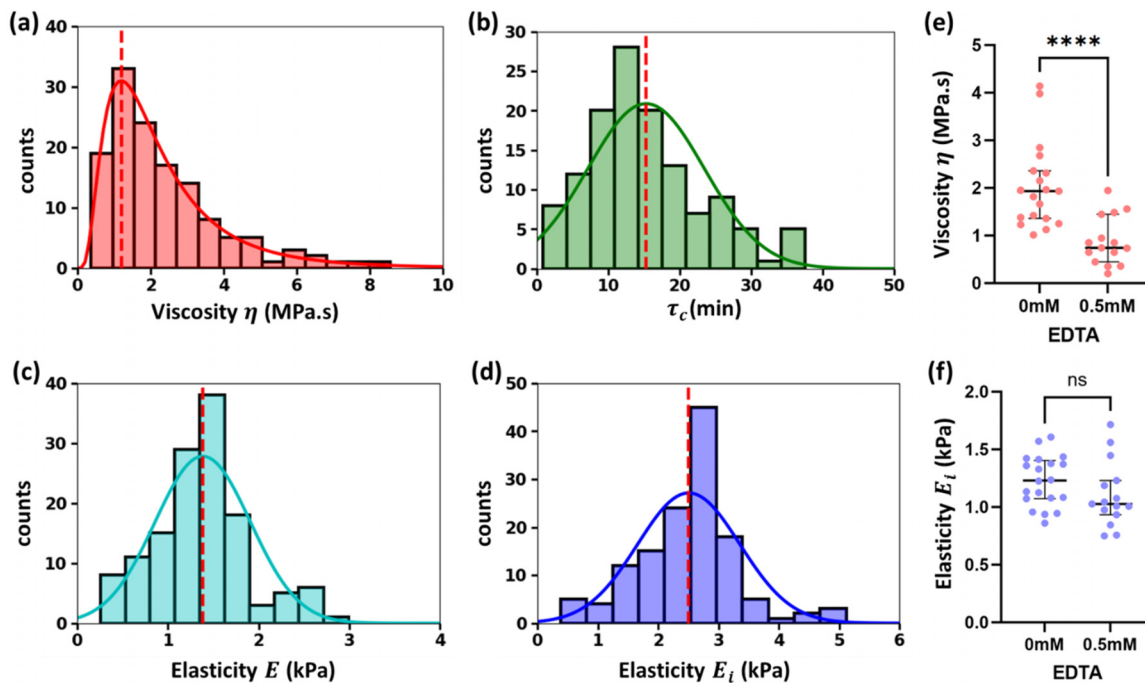 (a)
40
30
20
10
0
counts
0 2 4 6 8 10
Viscosity η (MPa.s)
(b)
30
25
20
15
10
5
0
counts
0 10 20 30 40 50
τc(min)
(e)
****
5
4
3
2
1
0
Viscosity η (MPa.s)
0mM 0.5mM
EDTA
(c)
40
30
20
10
0
counts
0 1 2 3 4
Elasticity E (kPa)
(d)
50
40
30
20
10
0
counts
0 1 2 3 4 5 6
Elasticity Ei (kPa)
(f)
ns
2.0
1.5
1.0
0.5
0.0
Elasticity Ei (kPa)
0mM 0.5mM
EDTA